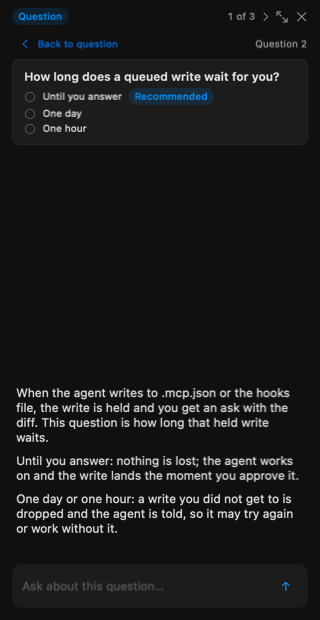 Question
1 of 3
Back to question
Question 2
How long does a queued write wait for you?
Until you answer Recommended
One day
One hour
When the agent writes to .mcp.json or the hooks
file, the write is held and you get an ask with the
diff. This question is how long that held write
waits.
Until you answer: nothing is lost; the agent works
on and the write lands the moment you approve it.
One day or one hour: a write you did not get to is
dropped and the agent is told, so it may try again
or work without it.
Ask about this question...